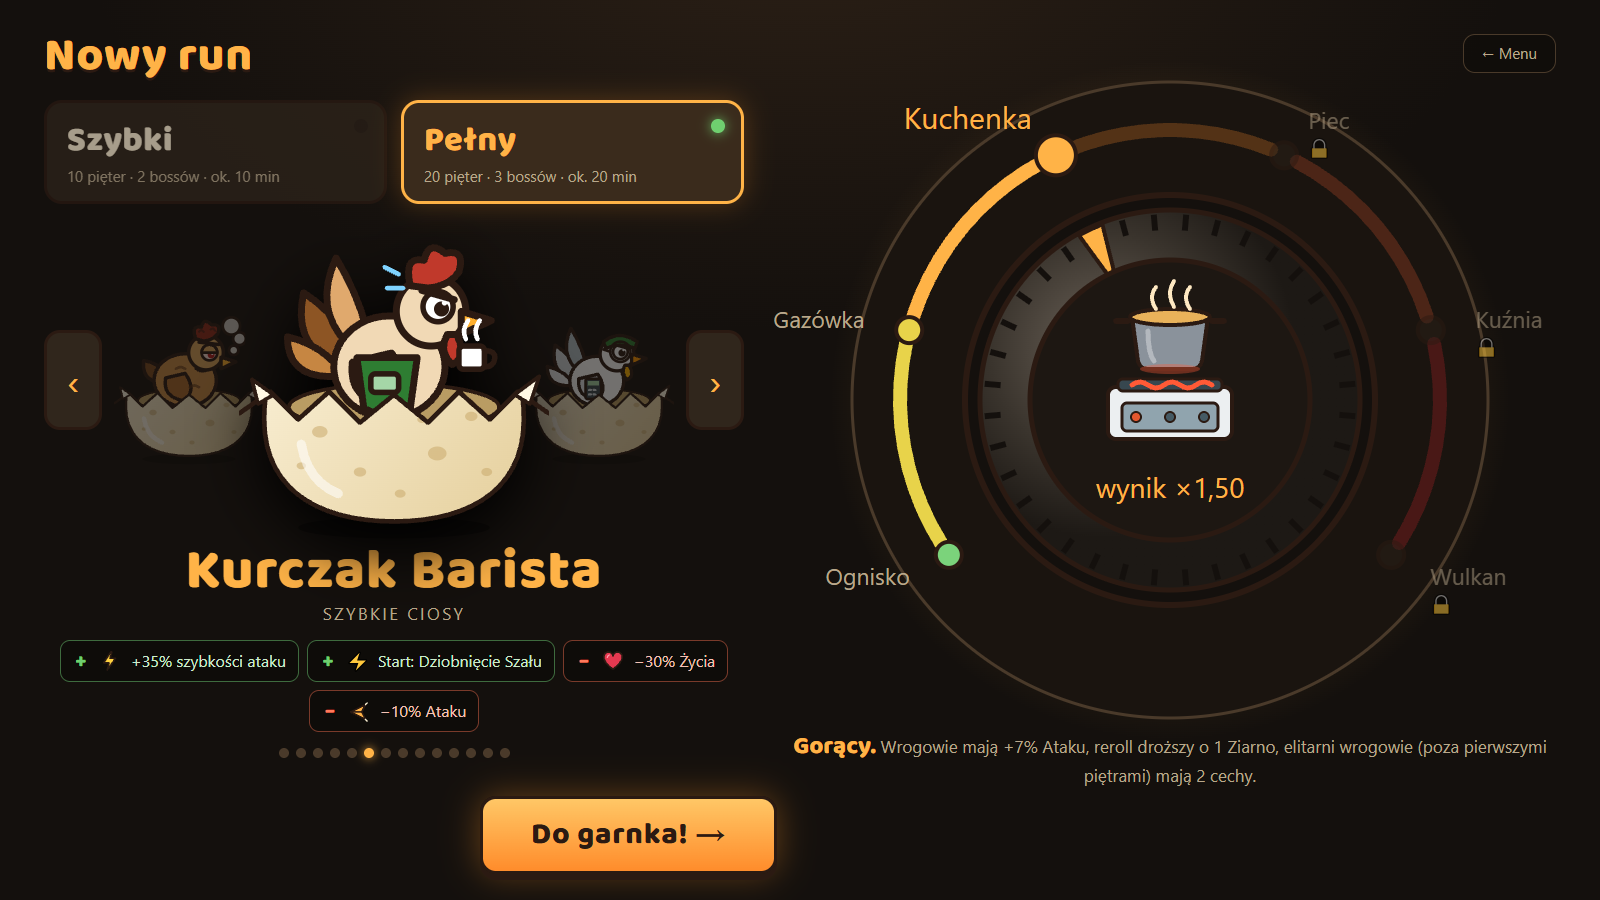 Nowy run
← Menu
Szybki
10 pięter · 2 bossów · ok. 10 min
Pełny
20 pięter · 3 bossów · ok. 20 min
‹
›
Kurczak Barista
SZYBKIE CIOSY
+ +35% szybkości ataku
+ Start: Dziobnięcie Szału
− −30% Życia
− −10% Ataku
Kuchenka
Piec
Gazówka
Kuźnia
Ognisko
Wulkan
wynik ×1,50
Gorący. Wrogowie mają +7% Ataku, reroll droższy o 1 Ziarno, elitarni wrogowie (poza pierwszymi
piętrami) mają 2 cechy.
Do garnka! →